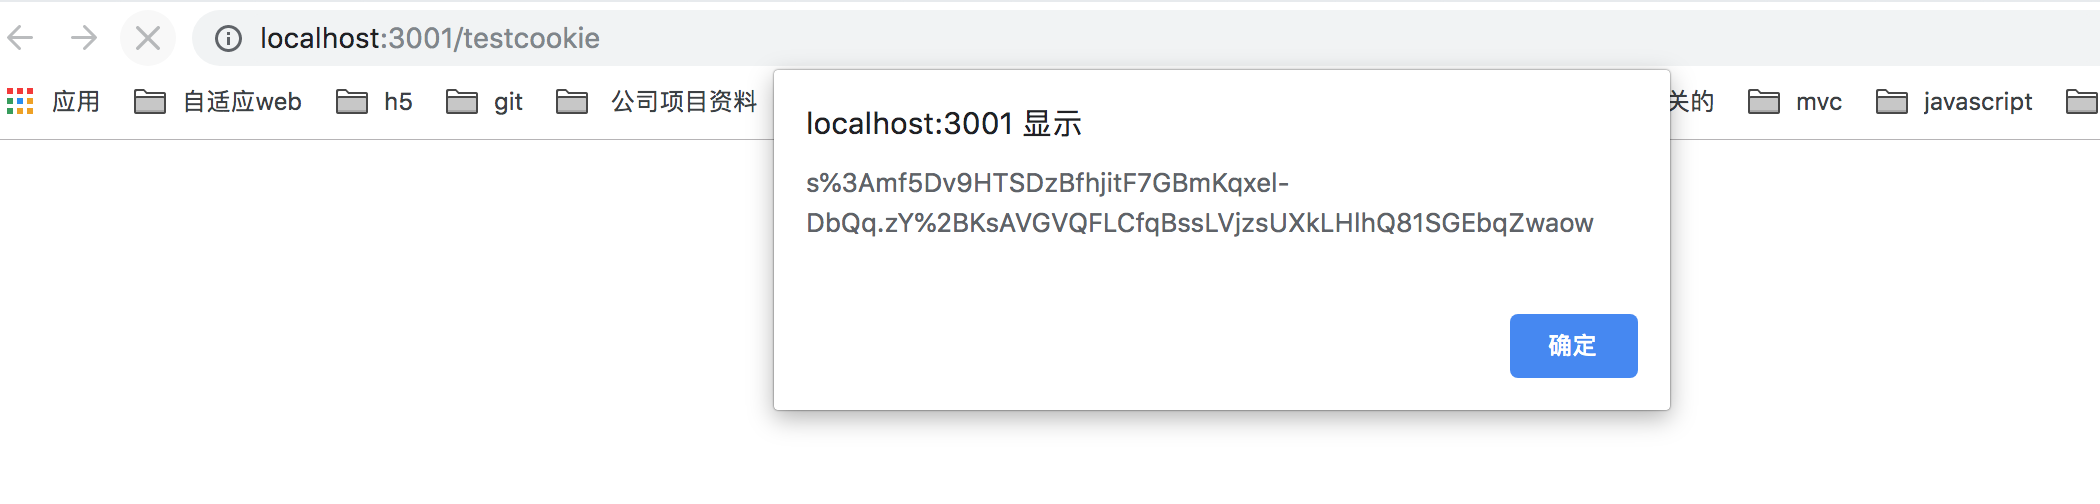 localhost:3001/testcookie
应用 自适应web h5 git 公司项目资料 关的 mvc javascript
localhost:3001 显示
s%3Amf5Dv9HTSDzBfhjitF7GBmKqxel-
DbQq.zY%2BKsAVGVQFLCfqBssLVjzsUXkLHlhQ81SGEbqZwaow
确定